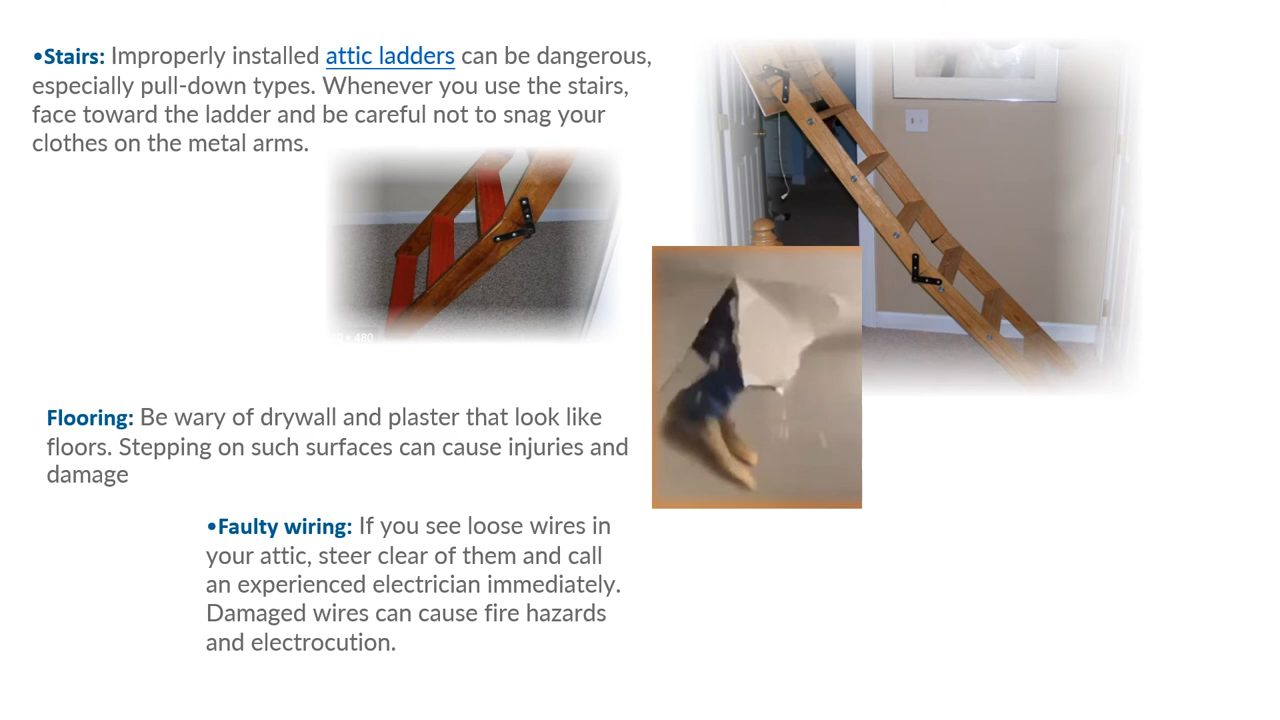 •Stairs: Improperly installed attic ladders can be dangerous,
especially pull-down types. Whenever you use the stairs,
face toward the ladder and be careful not to snag your
clothes on the metal arms.
× 480
Flooring: Be wary of drywall and plaster that look like
floors. Stepping on such surfaces can cause injuries and
damage
•Faulty wiring: If you see loose wires in
your attic, steer clear of them and call
an experienced electrician immediately.
Damaged wires can cause fire hazards
and electrocution.